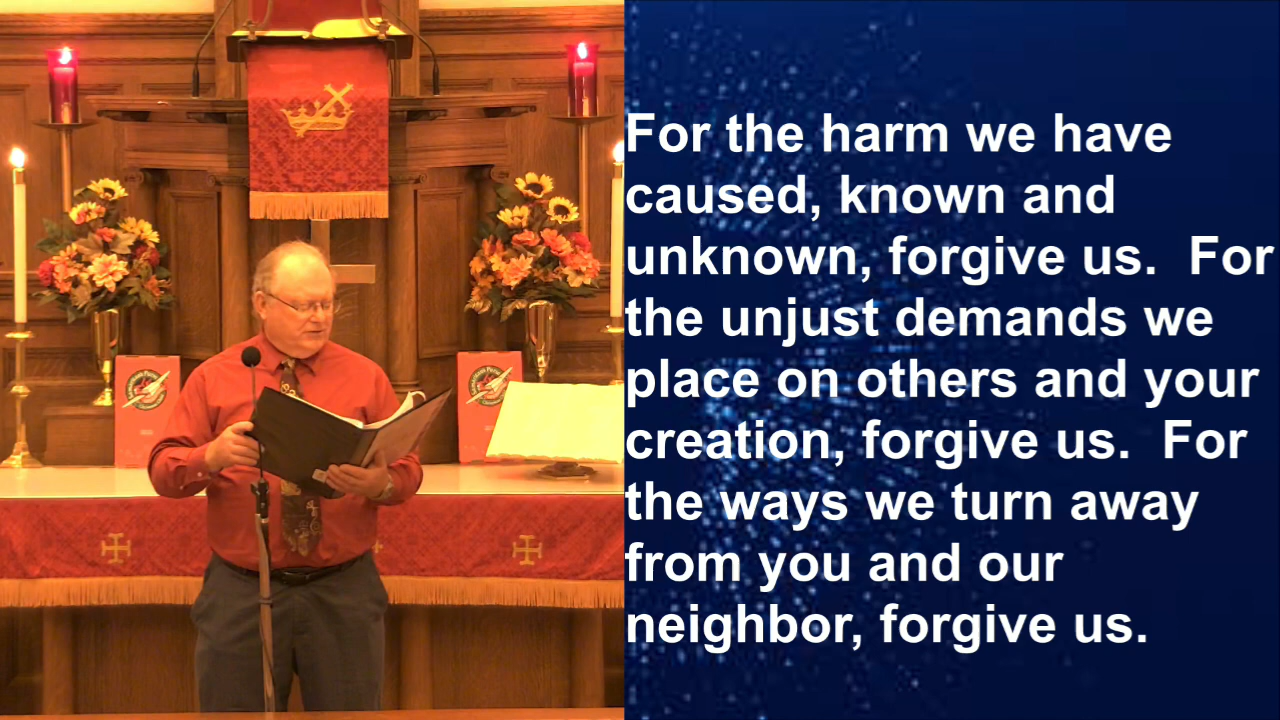 For the harm we have
caused, known and
unknown, forgive us.  For
the unjust demands we
place on others and your
creation, forgive us.  For
the ways we turn away
from you and our
neighbor, forgive us.